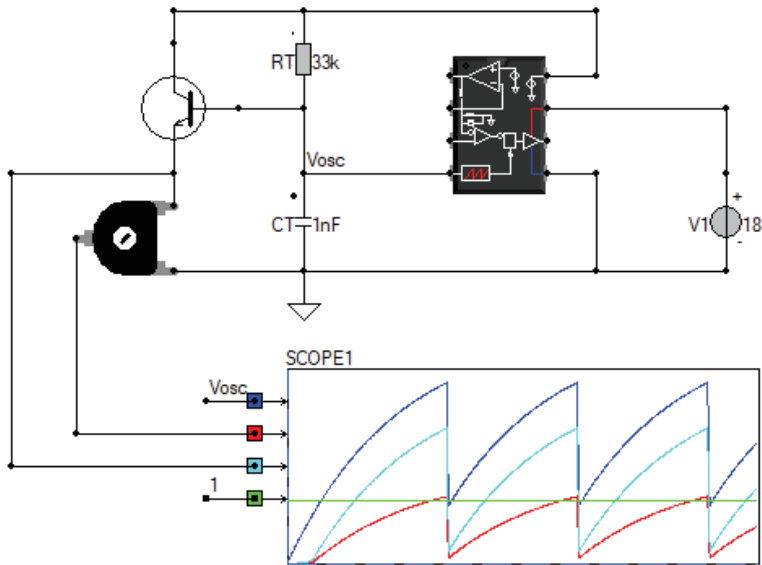 RT 33k
Vosc
CT 1nF
V1 18
+
-
SCOPE1
Vosc
1